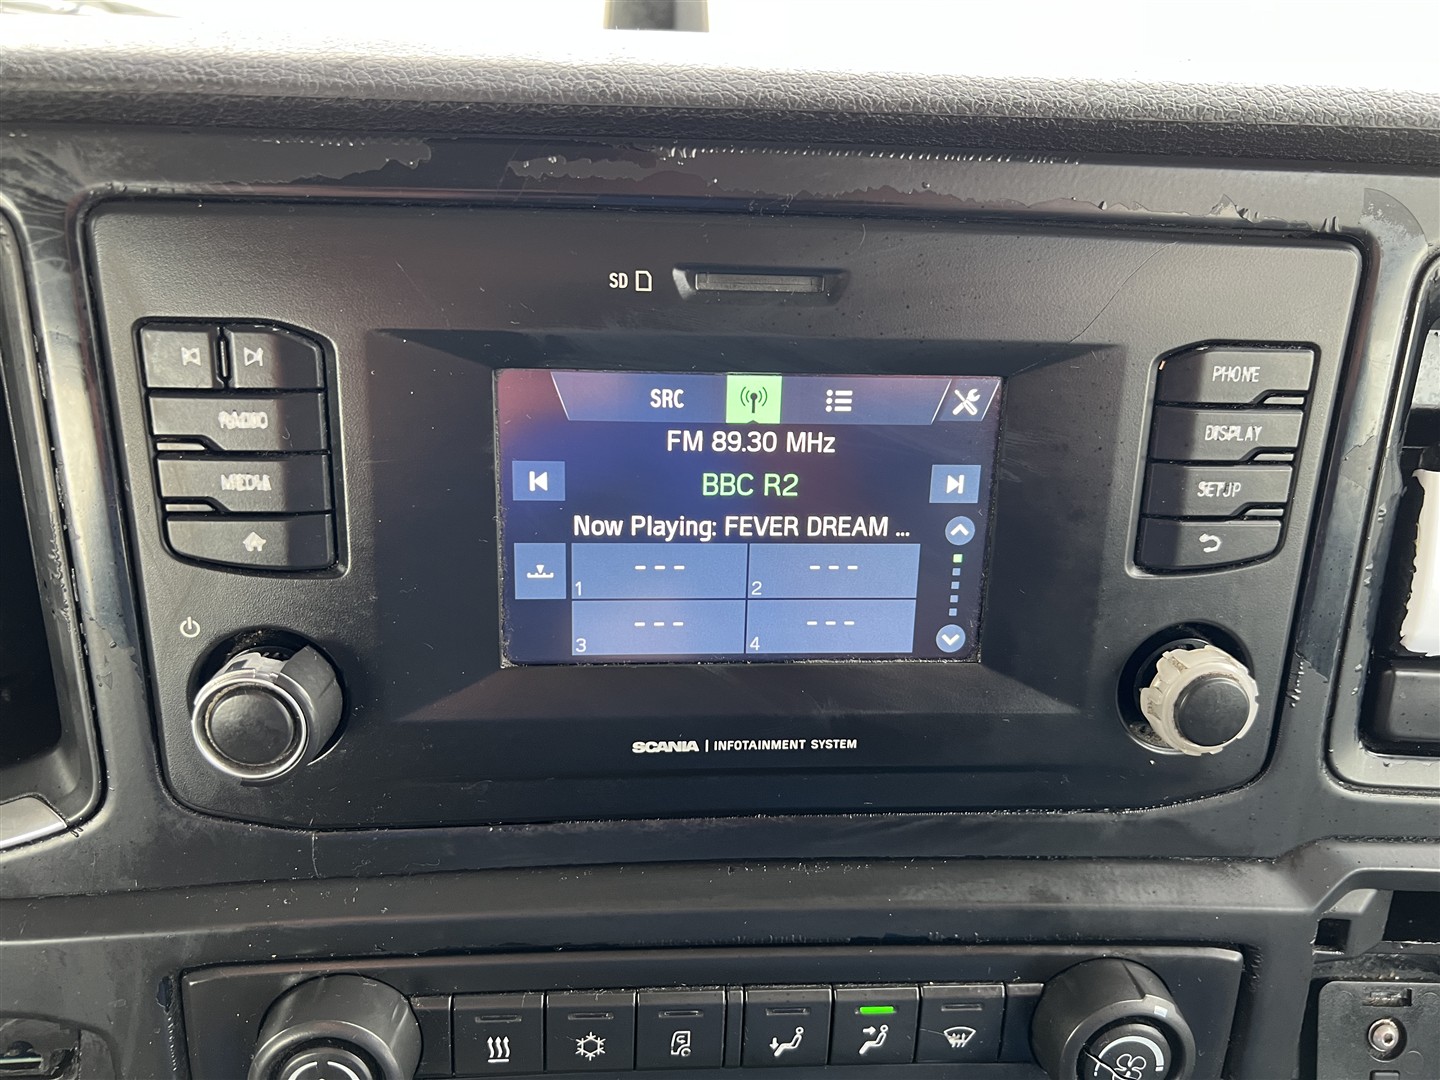 SD
RADIO
MEDIA
PHONE
DISPLAY
SETUP
SRC
FM 89.30 MHz
BBC R2
Now Playing: FEVER DREAM ...
--- ---
1 2
--- ---
3 4
SCANIA | INFOTAINMENT SYSTEM